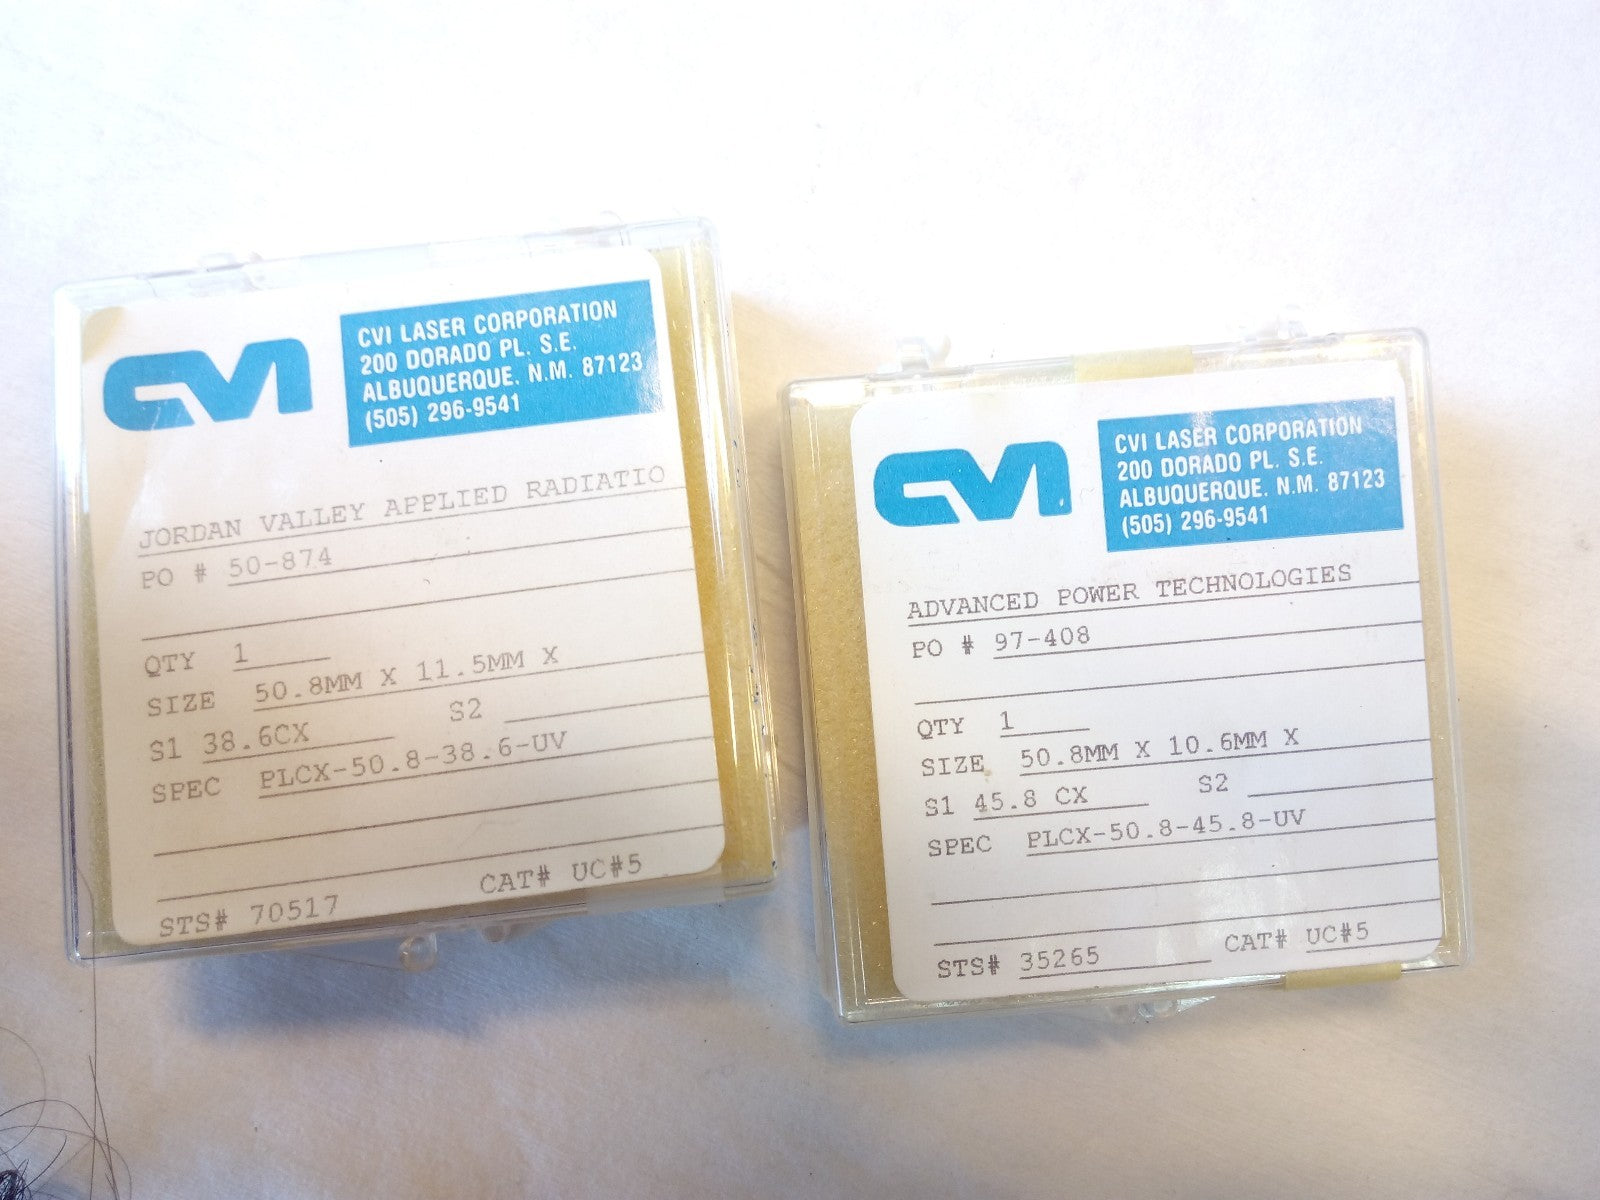 CVI
CVI LASER CORPORATION
200 DORADO PL. S.E.
ALBUQUERQUE, N.M. 87123
(505) 296-9541
JORDAN VALLEY APPLIED RADIATIO
PO # 50-874
QTY 1
SIZE 50.8MM X 11.5MM X
S1 38.6CX S2
SPEC PLCX-50.8-38.6-UV
STS# 70517 CAT# UC#5
CVI
CVI LASER CORPORATION
200 DORADO PL. S.E.
ALBUQUERQUE, N.M. 87123
(505) 296-9541
ADVANCED POWER TECHNOLOGIES
PO # 97-408
QTY 1
SIZE 50.8MM X 10.6MM X
S1 45.8 CX S2
SPEC PLCX-50.8-45.8-UV
STS# 35265 CAT# UC#5